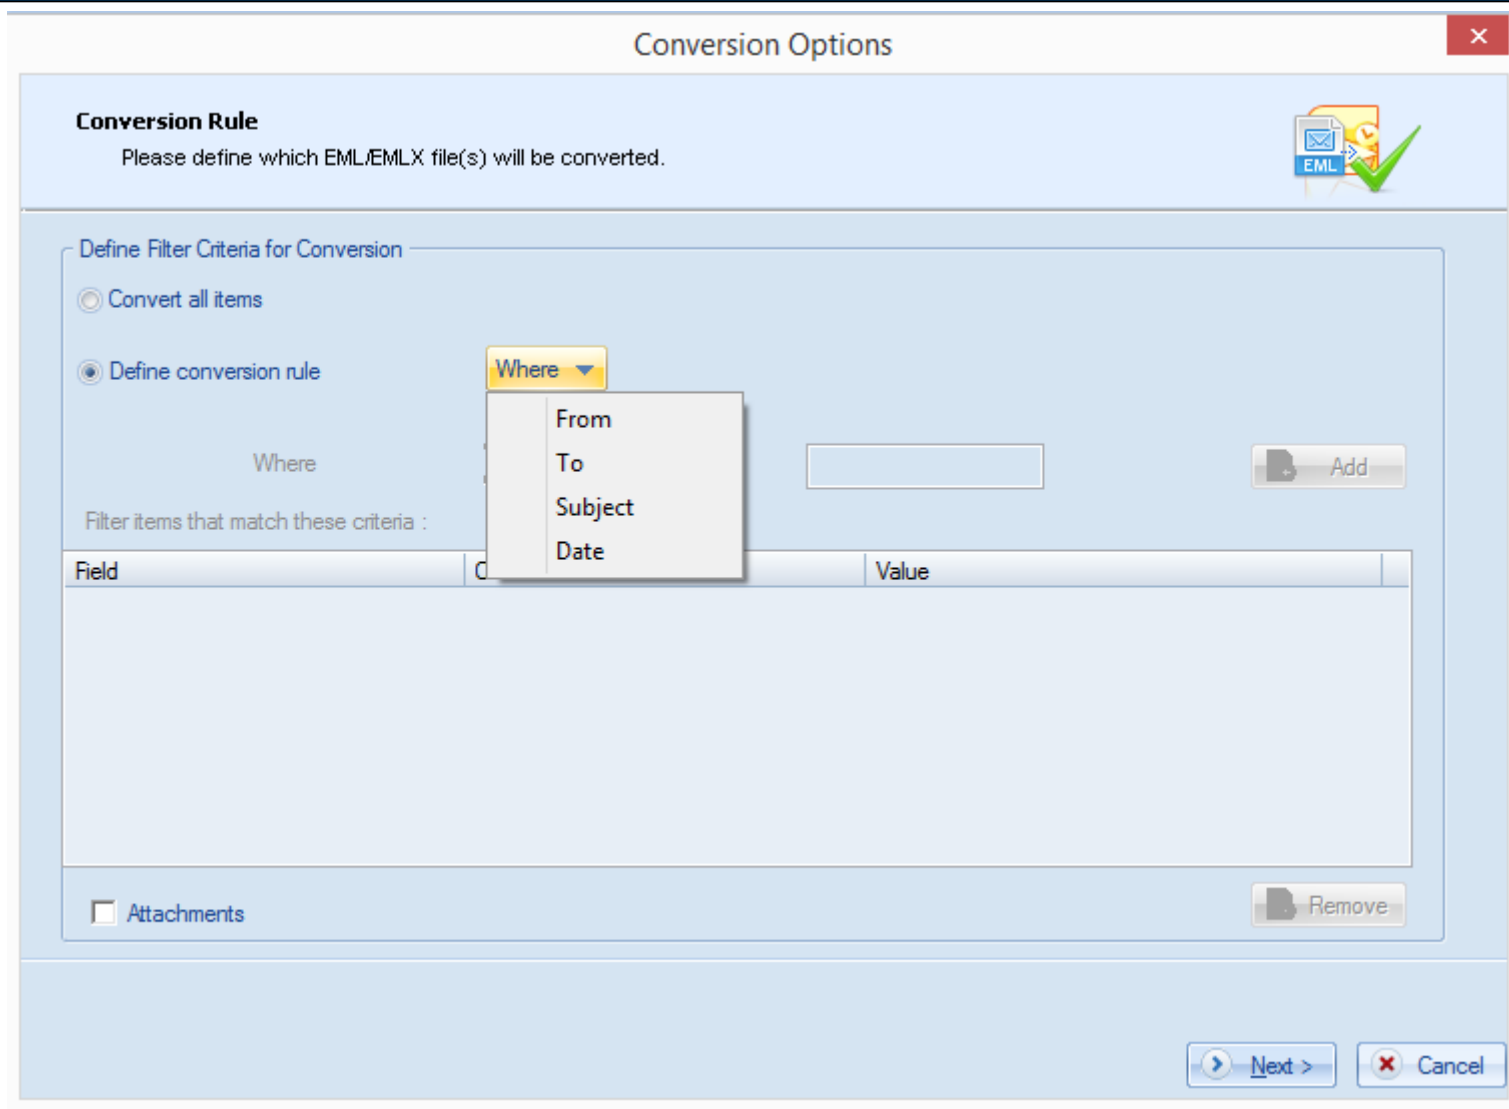 Conversion Options
Conversion Rule
Please define which EML/EMLX file(s) will be converted.
EML
Define Filter Criteria for Conversion
Convert all items
Define conversion rule
Where
From
To
Subject
Date
Where
Add
Filter items that match these criteria :
Field
Value
Attachments
Remove
Next >
Cancel